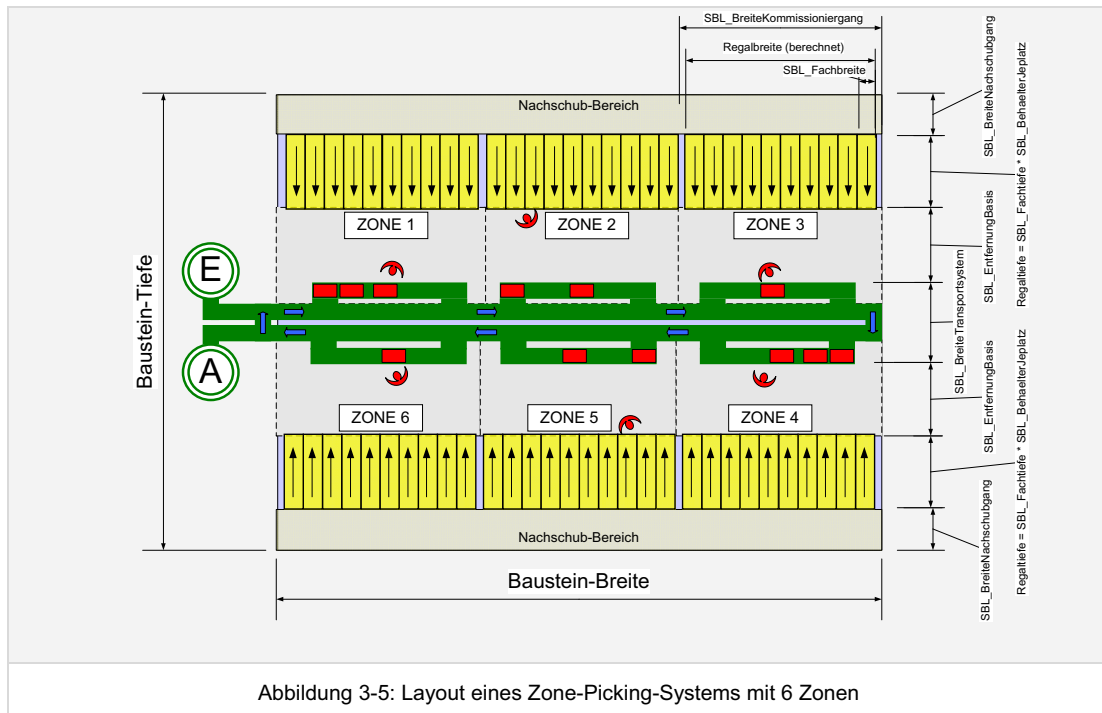 SBL_BreiteKommissioniergang
Regalbreite (berechnet)
SBL_Fachbreite
Nachschub-Bereich
ZONE 1
ZONE 2
ZONE 3
E
A
ZONE 6
ZONE 5
ZONE 4
Nachschub-Bereich
Baustein-Tiefe
Baustein-Breite
SBL_BreiteNachschubgang
Regaltiefe = SBL_Fachtiefe * SBL_BehaelterJeplatz
SBL_EntfernungBasis
SBL_BreiteTransportsystem
SBL_EntfernungBasis
Regaltiefe = SBL_Fachtiefe * SBL_BehaelterJeplatz
SBL_BreiteNachschubgang
Abbildung 3-5: Layout eines Zone-Picking-Systems mit 6 Zonen